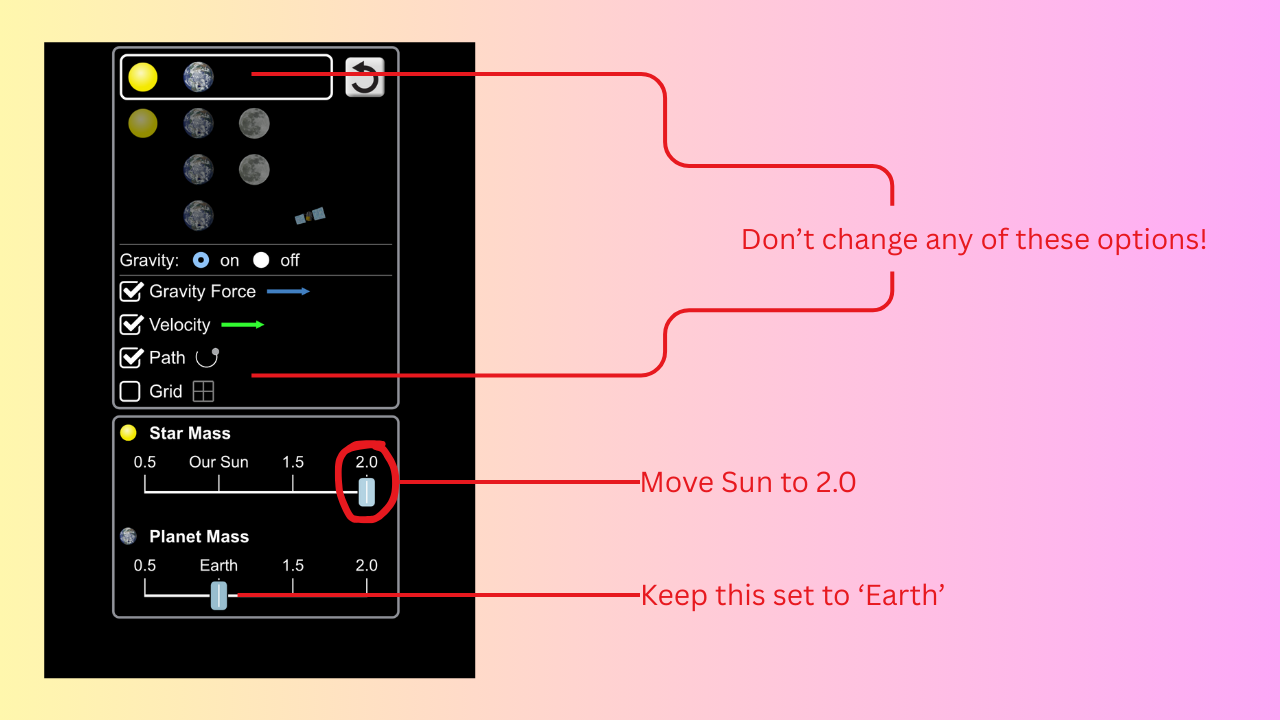 Gravity: on off
Gravity Force
Velocity
Path
Grid
Star Mass
0.5 Our Sun 1.5 2.0
Planet Mass
0.5 Earth 1.5 2.0
Don’t change any of these options!
Move Sun to 2.0
Keep this set to ‘Earth’